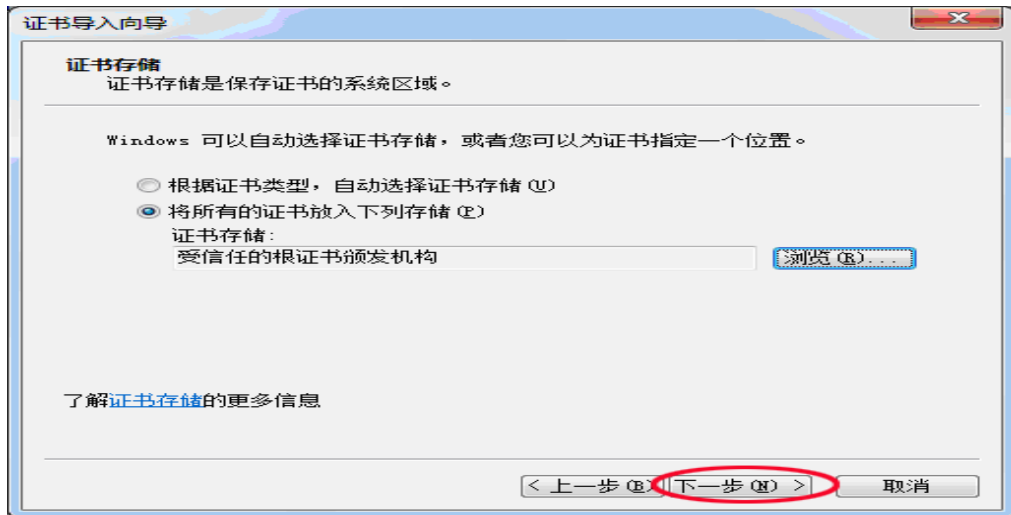 证书导入向导
证书存储
证书存储是保存证书的系统区域。
Windows 可以自动选择证书存储，或者您可以为证书指定一个位置。
根据证书类型，自动选择证书存储(U)
将所有的证书放入下列存储(P)
证书存储:
受信任的根证书颁发机构
浏览(R)...
了解证书存储的更多信息
< 上一步(B) 下一步(N) > 取消